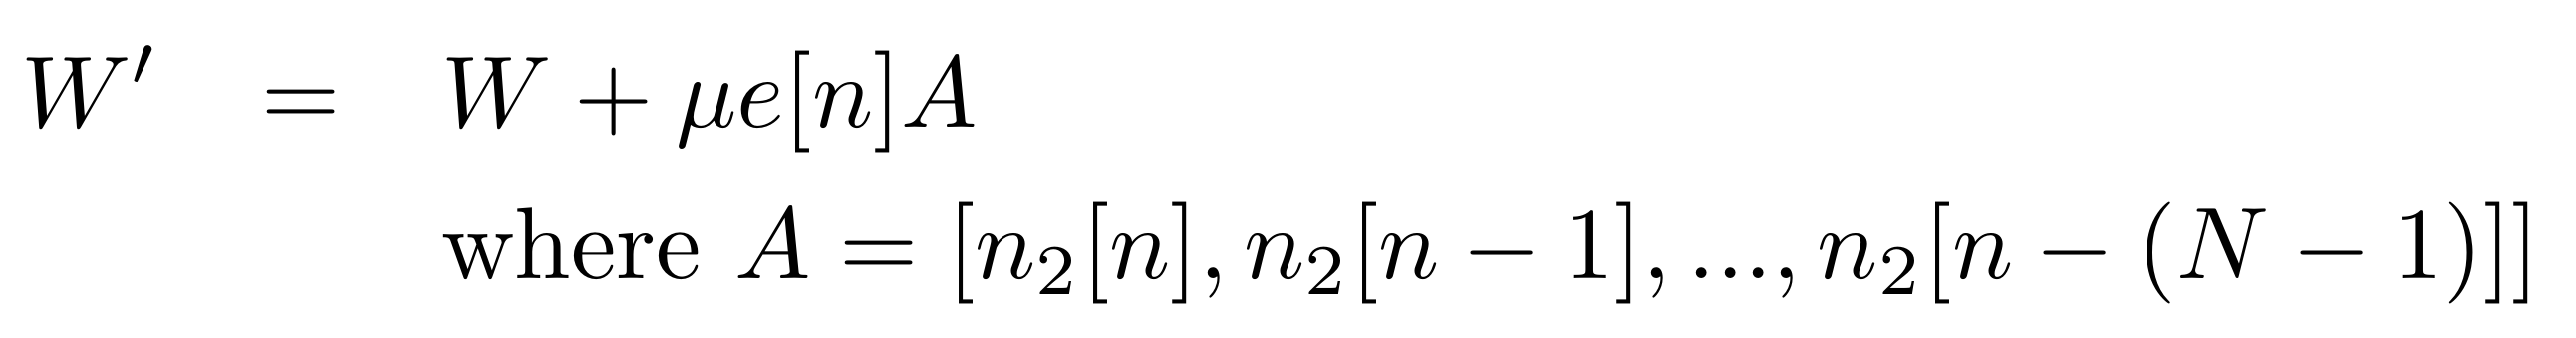 W′ = W + μe[n]A
where A = [n₂[n], n₂[n − 1], ..., n₂[n − (N − 1)]]